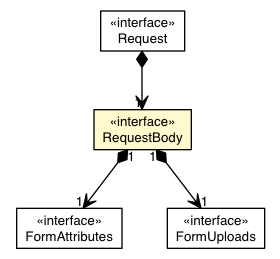 «interface»
Request
1
«interface»
RequestBody
1
1
1
1
«interface»
FormAttributes
«interface»
FormUploads